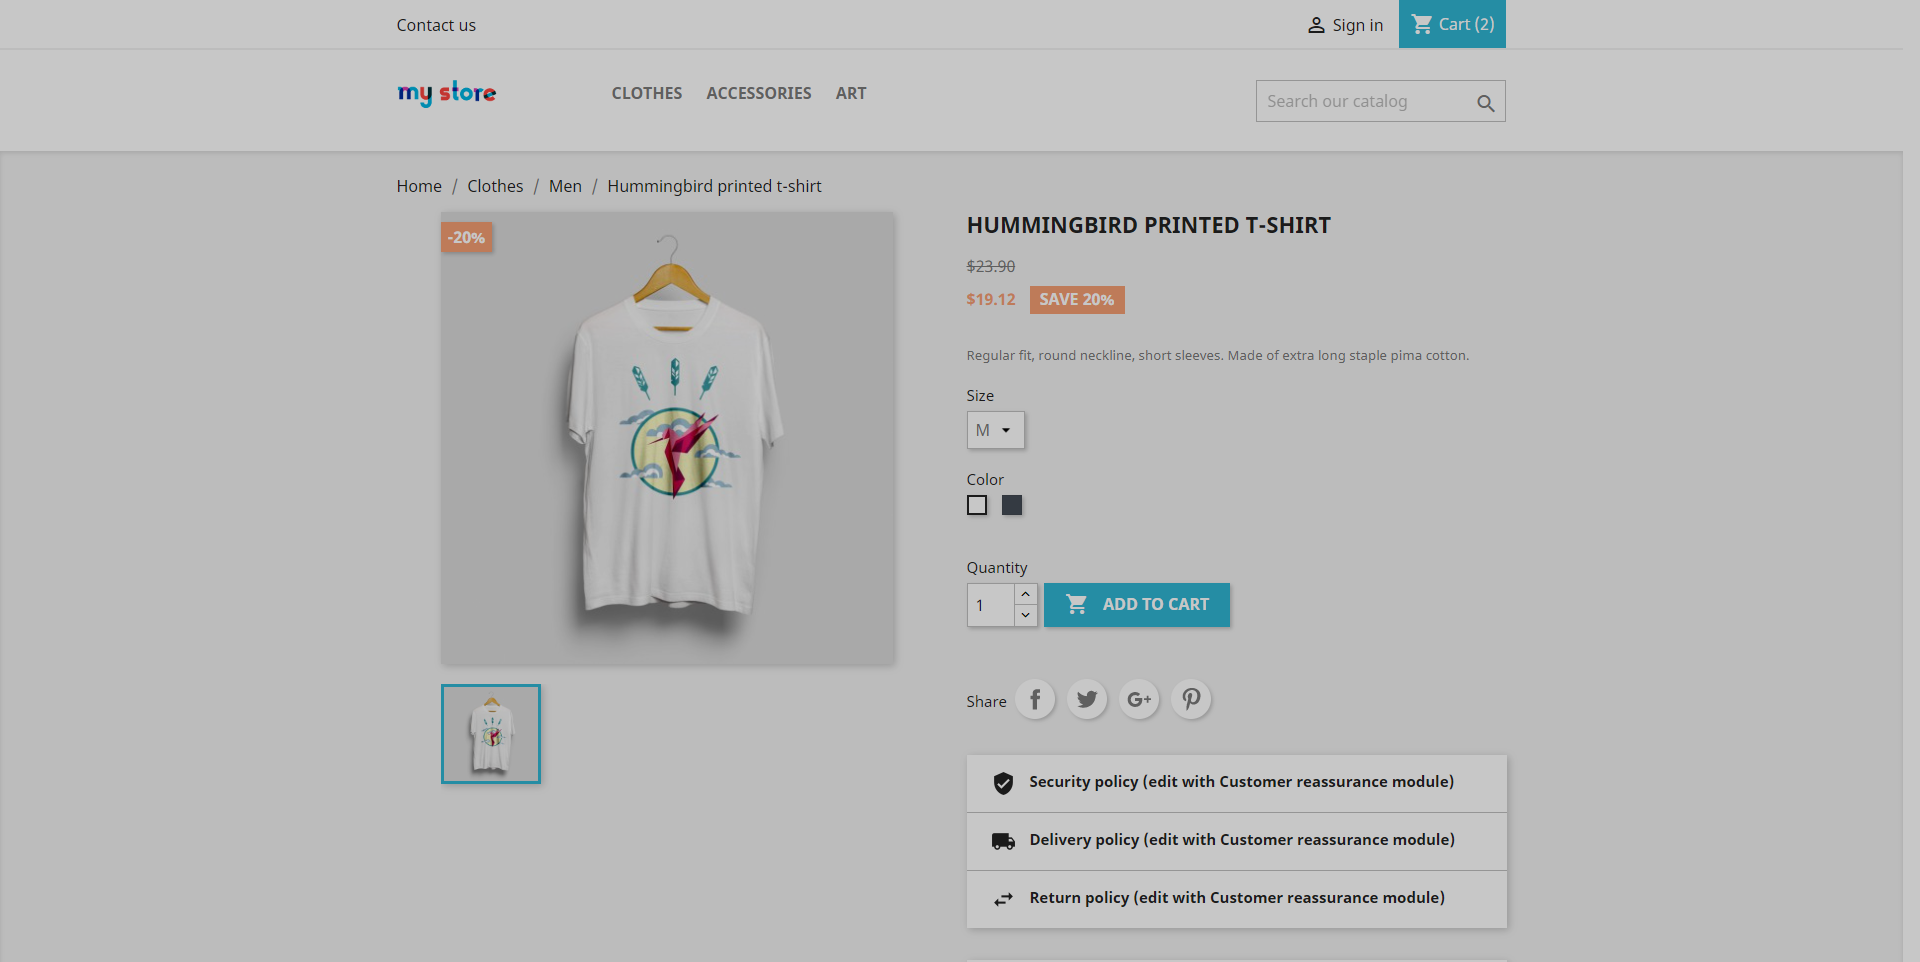 Contact us
Sign in
Cart (2)
my store
CLOTHES
ACCESSORIES
ART
Search our catalog
Home / Clothes / Men / Hummingbird printed t-shirt
-20%
HUMMINGBIRD PRINTED T-SHIRT
$23.90
$19.12
SAVE 20%
Regular fit, round neckline, short sleeves. Made of extra long staple pima cotton.
Size
M
Color
Quantity
1
ADD TO CART
Share
f
G+
Security policy (edit with Customer reassurance module)
Delivery policy (edit with Customer reassurance module)
Return policy (edit with Customer reassurance module)